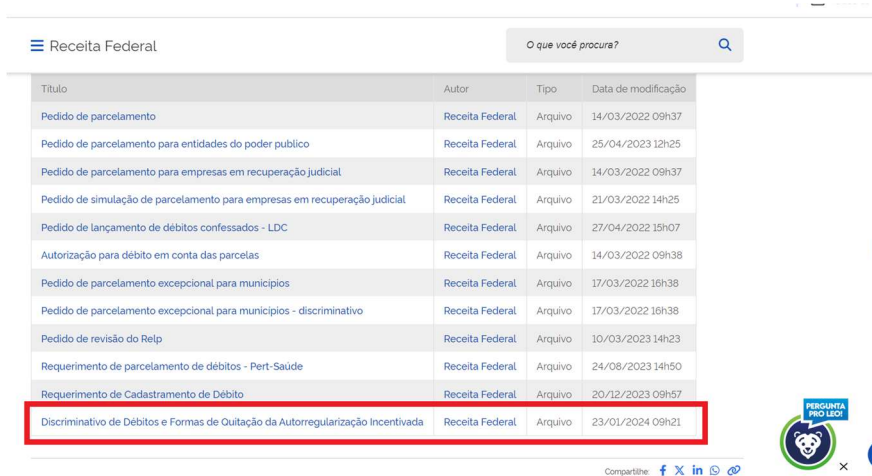 Receita Federal
O que você procura?
Título Autor Tipo Data de modificação
Pedido de parcelamento Receita Federal Arquivo 14/03/2022 09h37
Pedido de parcelamento para entidades do poder publico Receita Federal Arquivo 25/04/2023 12h25
Pedido de parcelamento para empresas em recuperação judicial Receita Federal Arquivo 14/03/2022 09h37
Pedido de simulação de parcelamento para empresas em recuperação judicial Receita Federal Arquivo 21/03/2022 14h25
Pedido de lançamento de débitos confessados - LDC Receita Federal Arquivo 27/04/2022 15h07
Autorização para débito em conta das parcelas Receita Federal Arquivo 14/03/2022 09h38
Pedido de parcelamento excepcional para municípios Receita Federal Arquivo 17/03/2022 16h38
Pedido de parcelamento excepcional para municípios - discriminativo Receita Federal Arquivo 17/03/2022 16h38
Pedido de revisão do Relp Receita Federal Arquivo 10/03/2023 14h23
Requerimento de parcelamento de débitos - Pert-Saúde Receita Federal Arquivo 24/08/2023 14h50
Requerimento de Cadastramento de Débito Receita Federal Arquivo 20/12/2023 09h57
Discriminativo de Débitos e Formas de Quitação da Autorregularização Incentivada Receita Federal Arquivo 23/01/2024 09h21
PERGUNTA
PRO LEO!
Compartilhe: